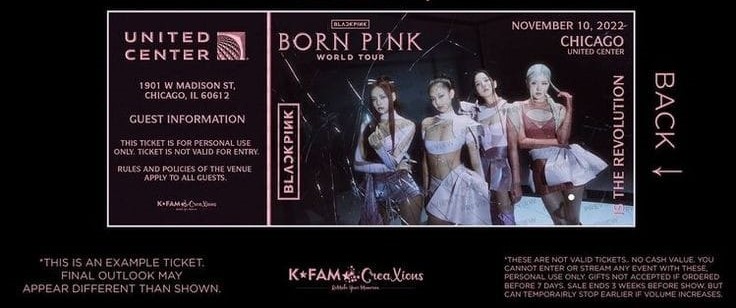 UNITED
CENTER
1901 W MADISON ST,
CHICAGO, IL 60612
GUEST INFORMATION
THIS TICKET IS FOR PERSONAL USE
ONLY. TICKET IS NOT VALID FOR ENTRY.
RULES AND POLICIES OF THE VENUE
APPLY TO ALL GUESTS.
K★FAM CreaXions
BLΛƆKPIИK
BORN PINK
WORLD TOUR
BLΛƆKPIИK
NOVEMBER 10, 2022
CHICAGO
UNITED CENTER
IS THE REVOLUTION
BACK ↓
*THIS IS AN EXAMPLE TICKET.
FINAL OUTLOOK MAY
APPEAR DIFFERENT THAN SHOWN.
K★FAM CreaXions
*THESE ARE NOT VALID TICKETS.. NO CASH VALUE. YOU
CANNOT ENTER OR STREAM ANY EVENT WITH THESE,
PERSONAL USE ONLY. GIFTS NOT ACCEPTED IF ORDERED
BEFORE 7 DAYS. SALE ENDS 3 WEEKS BEFORE SHOW. BUT
CAN TEMPORAIRLY STOP EARLIER IF VOLUME INCREASES.